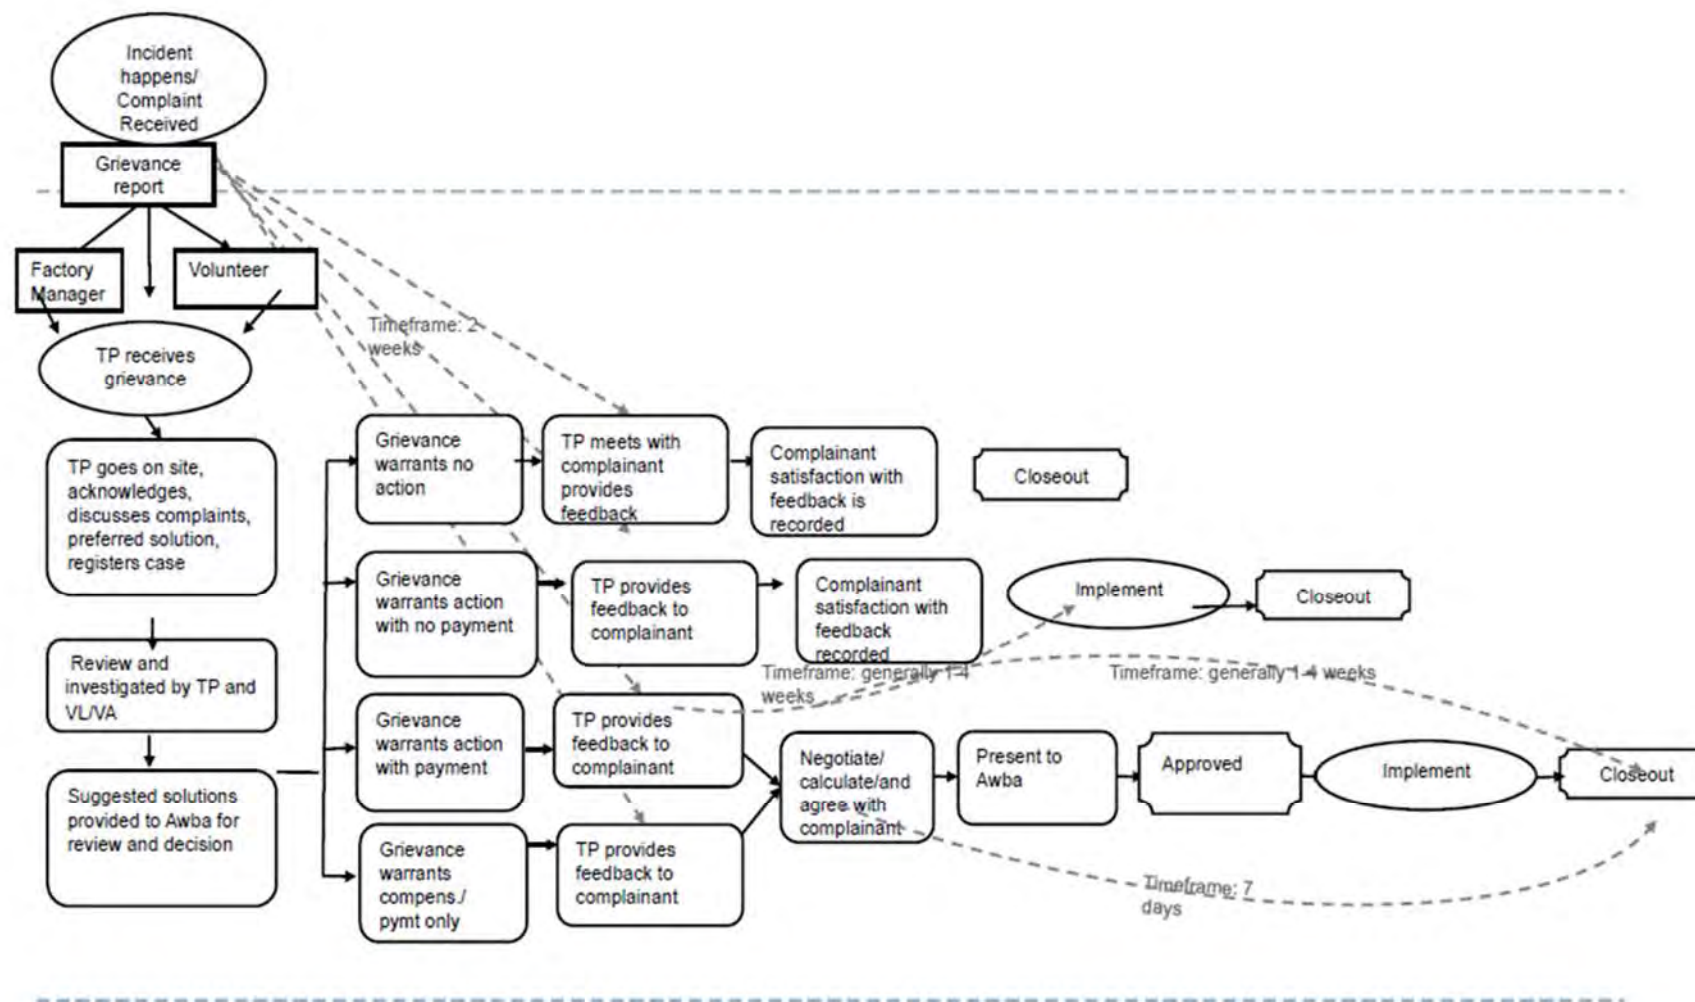 Incident
happens/
Complaint
Received
Grievance
report
Factory
Manager
Volunteer
TP receives
grievance
TP goes on site,
acknowledges,
discusses complaints,
preferred solution,
registers case
Review and
investigated by TP and
VL/VA
Suggested solutions
provided to Awba for
review and decision
Timeframe: 2
weeks
Grievance
warrants no
action
TP meets with
complainant
provides
feedback
Complainant
satisfaction with
feedback is
recorded
Closeout
Grievance
warrants action
with no payment
TP provides
feedback to
complainant
Complainant
satisfaction with
feedback
recorded
Implement
Closeout
Timeframe: generally 1-4
weeks
Timeframe: generally 1-4 weeks
Grievance
warrants action
with payment
TP provides
feedback to
complainant
Negotiate/
calculate/and
agree with
complainant
Present to
Awba
Approved
Implement
Closeout
Grievance
warrants
compens./
pymt only
TP provides
feedback to
complainant
Timeframe: 7
days